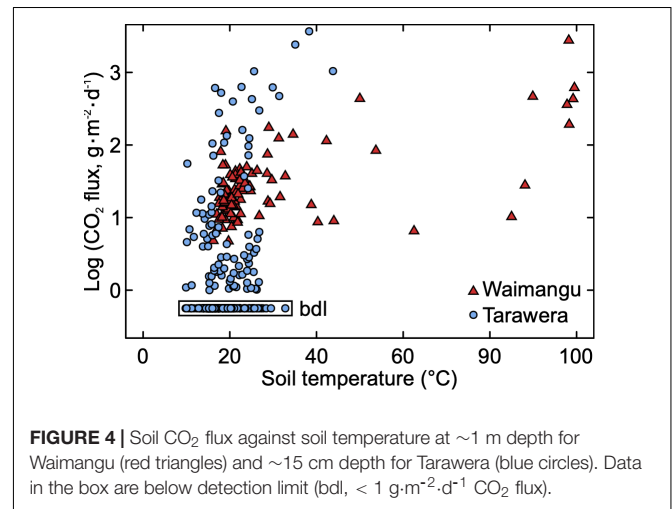 3
2
1
0
Log (CO₂ flux, g·m⁻²·d⁻¹)
bdl
Waimangu
Tarawera
0 20 40 60 90 100
Soil temperature (°C)
FIGURE 4 | Soil CO₂ flux against soil temperature at ∼1 m depth for
Waimangu (red triangles) and ∼15 cm depth for Tarawera (blue circles). Data
in the box are below detection limit (bdl, < 1 g·m⁻²·d⁻¹ CO₂ flux).